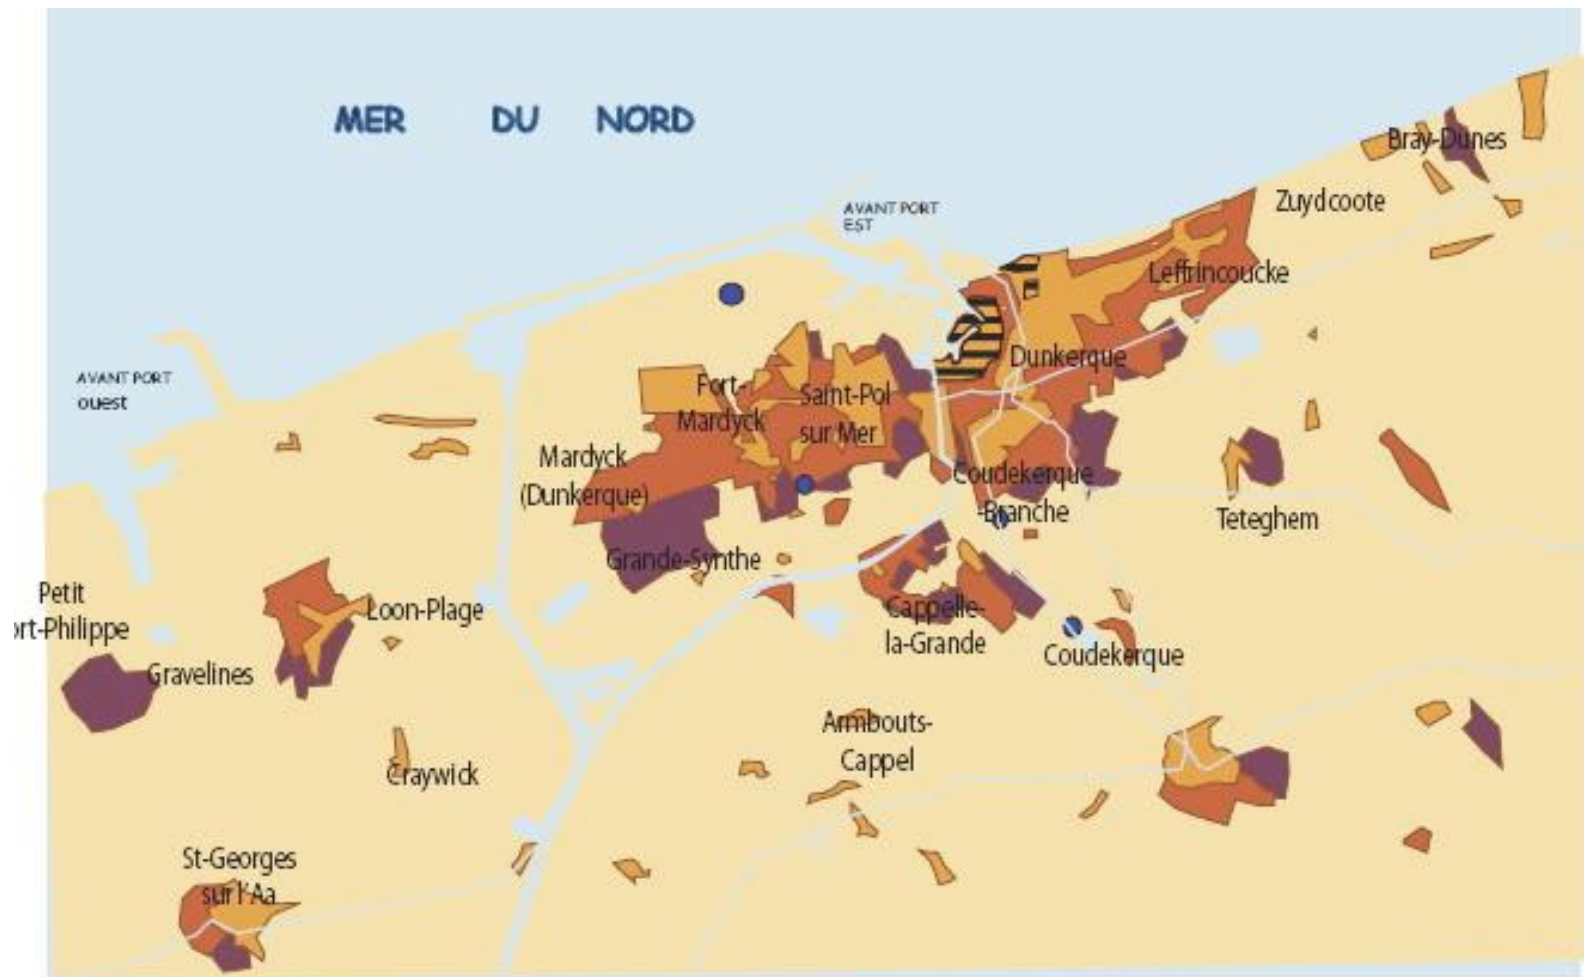 MER DU NORD
Bray-Dunes
Zuydcoote
AVANT PORT
EST
Leffrincoucke
Dunkerque
AVANT PORT
ouest
Fort-
Mardyck
Saint-Pol
sur Mer
Mardyck
(Dunkerque)
Coudekerque
-Branche
Teteghem
Grande-Synthe
Petit
ort-Philippe
Loon-Plage
Cappelle-
la-Grande
Coudekerque
Gravelines
Armbouts-
Cappel
Craywick
St-Georges
sur l'Aa